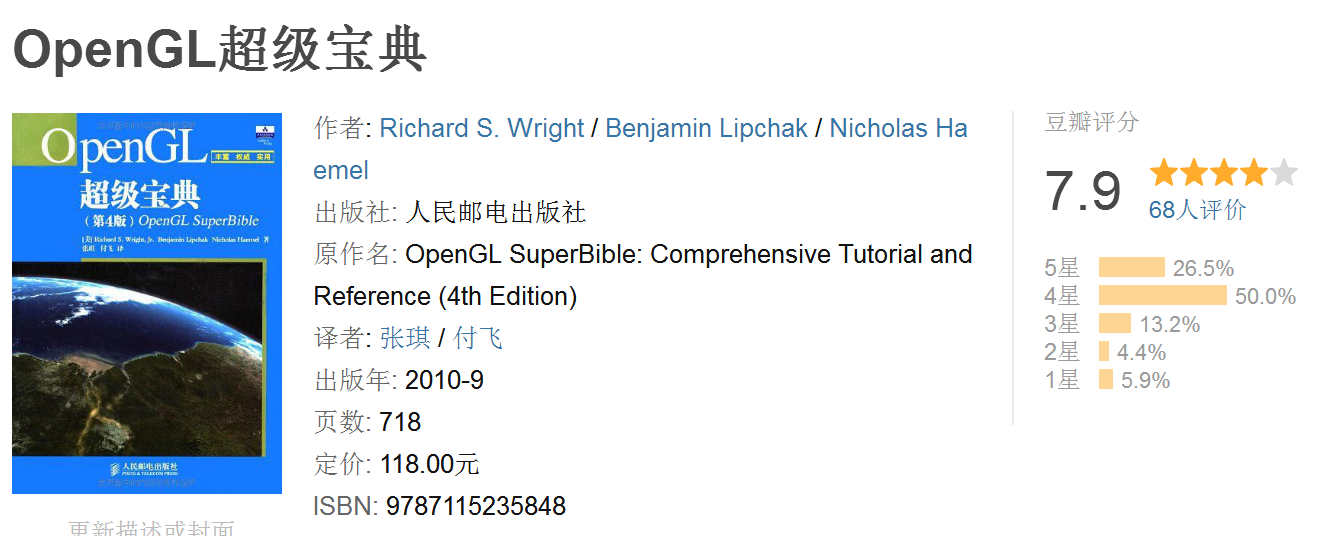 OpenGL超级宝典
OpenGL
丰富 权威 实用
超级宝典
(第4版) OpenGL SuperBible
[美] Richard S. Wright, Jr. Benjamin Lipchak Nicholas Haemel 著
张琪 付飞 译
人民邮电出版社
POSTS & TELECOM PRESS
更新描述或封面
作者: Richard S. Wright / Benjamin Lipchak / Nicholas Ha
emel
出版社: 人民邮电出版社
原作名: OpenGL SuperBible: Comprehensive Tutorial and
Reference (4th Edition)
译者: 张琪 / 付飞
出版年: 2010-9
页数: 718
定价: 118.00元
ISBN: 9787115235848
豆瓣评分
7.9
68人评价
5星 26.5%
4星 50.0%
3星 13.2%
2星 4.4%
1星 5.9%